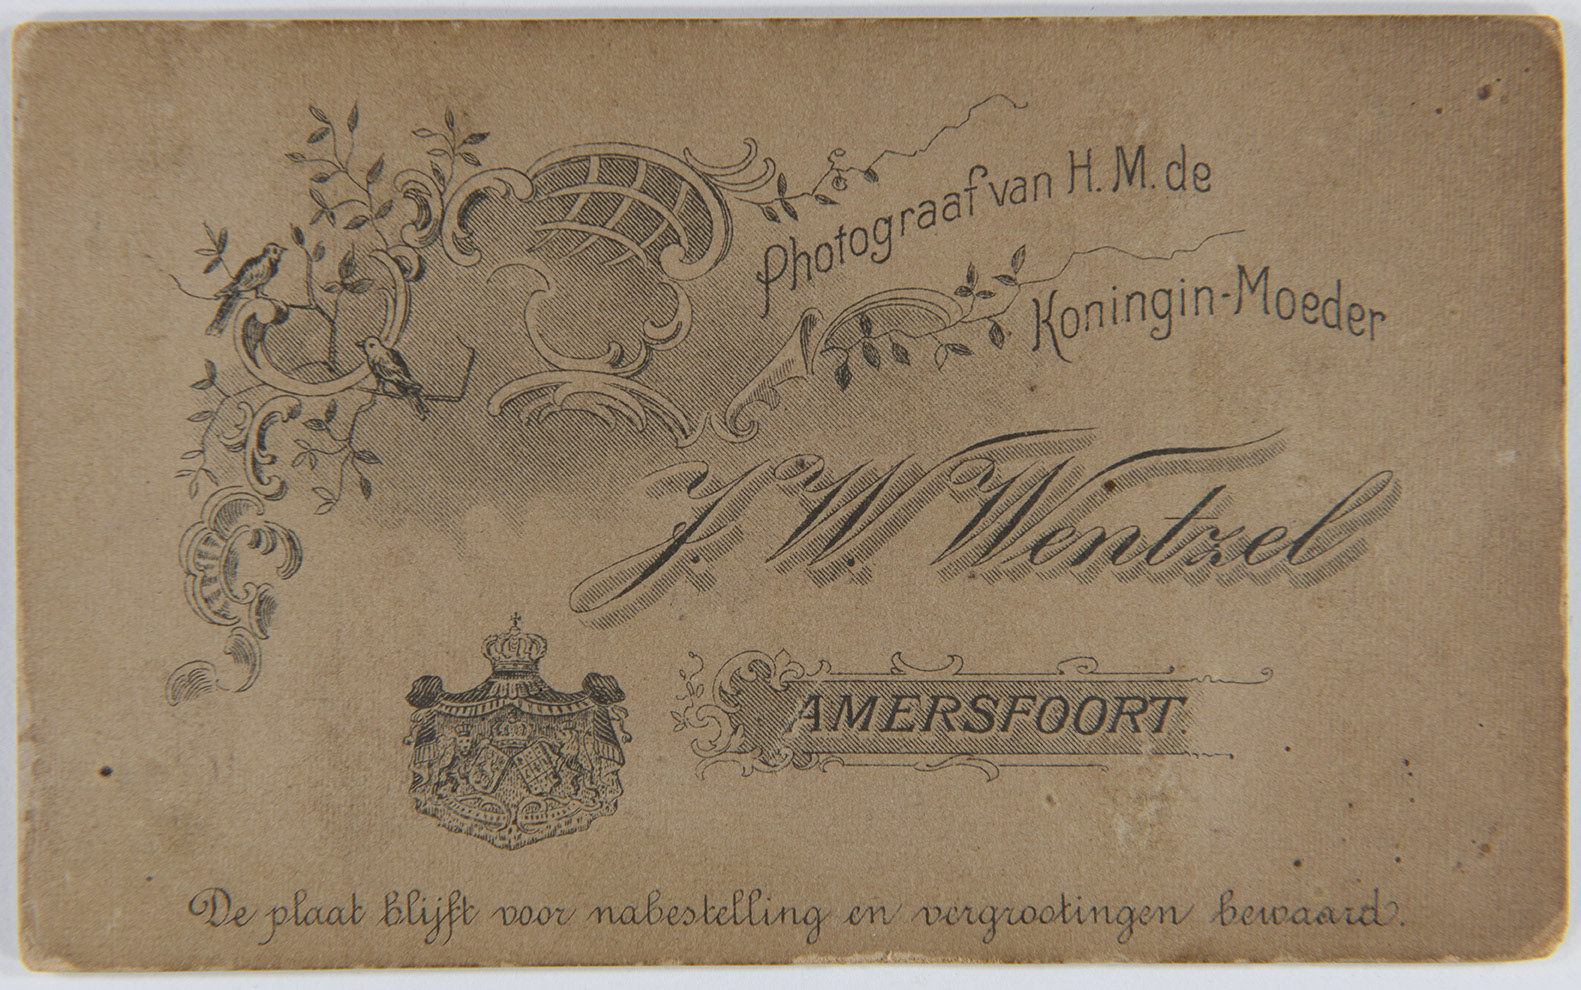 Photograaf van H. M. de
Koningin-Moeder
J. W. Wentzel
AMERSFOORT.
De plaat blijft voor nabestelling en vergrootingen bewaard.